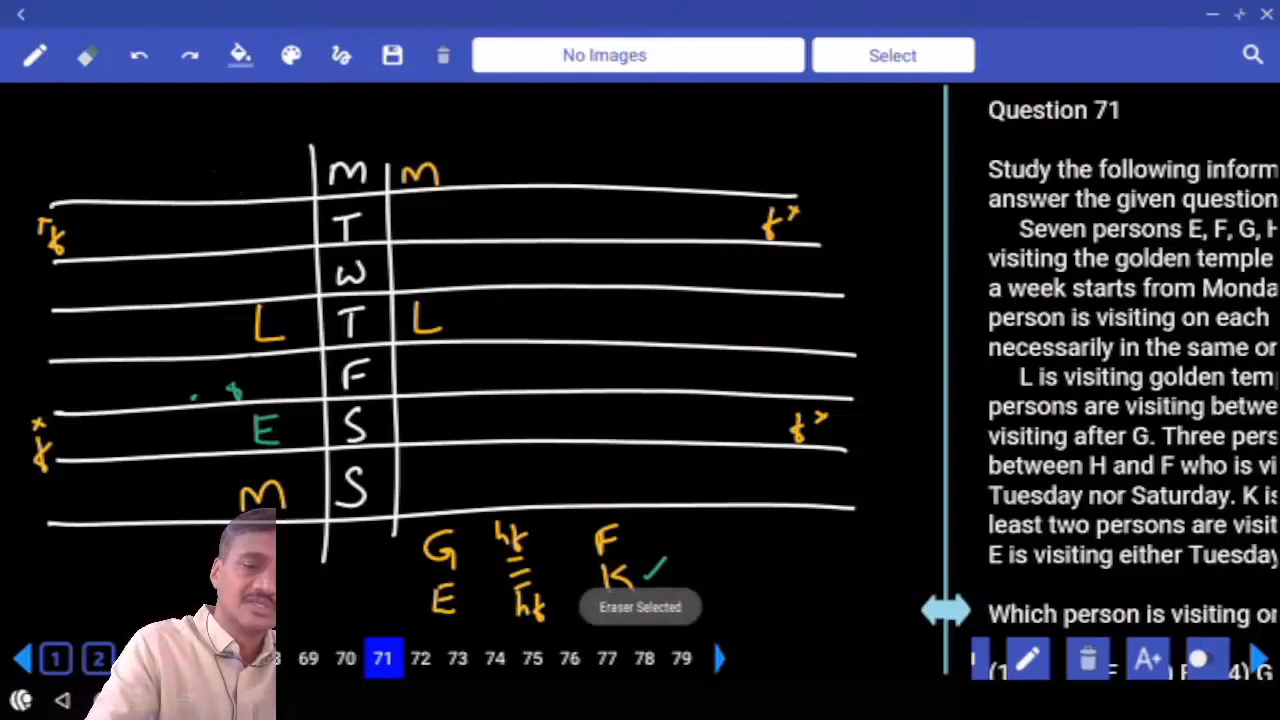 No Images
Select
Question 71
Study the following inform
answer the given question
Seven persons E, F, G, H
visiting the golden temple
a week starts from Monda
person is visiting on each
necessarily in the same or
L is visiting golden tem
persons are visiting betwe
visiting after G. Three pers
between H and F who is vi
Tuesday nor Saturday. K is
least two persons are visit
E is visiting either Tuesday
Which person is visiting or
M M
T
W
L T L
F
E S
M S
G F
K
E
Eraser Selected
1 2 69 70 71 72 73 74 75 76 77 78 79
A+